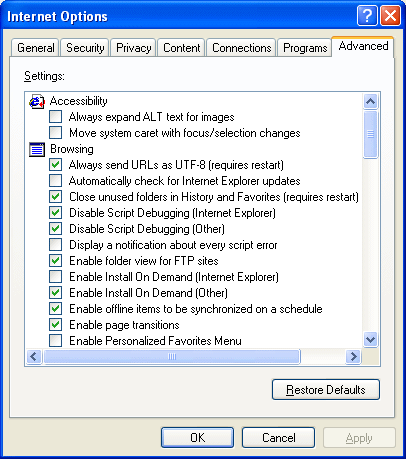 Internet Options
General Security Privacy Content Connections Programs Advanced
Settings:
Accessibility
Always expand ALT text for images
Move system caret with focus/selection changes
Browsing
Always send URLs as UTF-8 (requires restart)
Automatically check for Internet Explorer updates
Close unused folders in History and Favorites (requires restart)
Disable Script Debugging (Internet Explorer)
Disable Script Debugging (Other)
Display a notification about every script error
Enable folder view for FTP sites
Enable Install On Demand (Internet Explorer)
Enable Install On Demand (Other)
Enable offline items to be synchronized on a schedule
Enable page transitions
Enable Personalized Favorites Menu
Restore Defaults
OK Cancel Apply